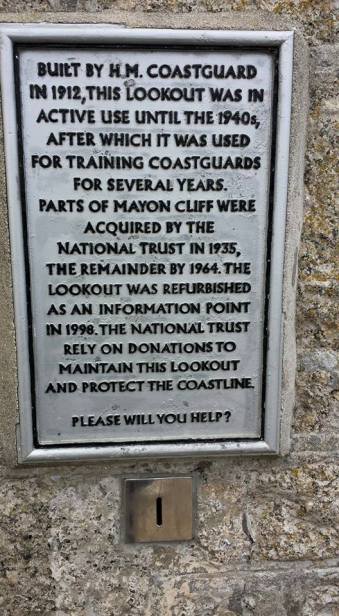 BUILT BY H.M. COASTGUARD
IN 1912, THIS LOOKOUT WAS IN
ACTIVE USE UNTIL THE 1940s,
AFTER WHICH IT WAS USED
FOR TRAINING COASTGUARDS
FOR SEVERAL YEARS.
PARTS OF MAYON CLIFF WERE
ACQUIRED BY THE
NATIONAL TRUST IN 1935,
THE REMAINDER BY 1964. THE
LOOKOUT WAS REFURBISHED
AS AN INFORMATION POINT
IN 1998. THE NATIONAL TRUST
RELY ON DONATIONS TO
MAINTAIN THIS LOOKOUT
AND PROTECT THE COASTLINE.
PLEASE WILL YOU HELP?